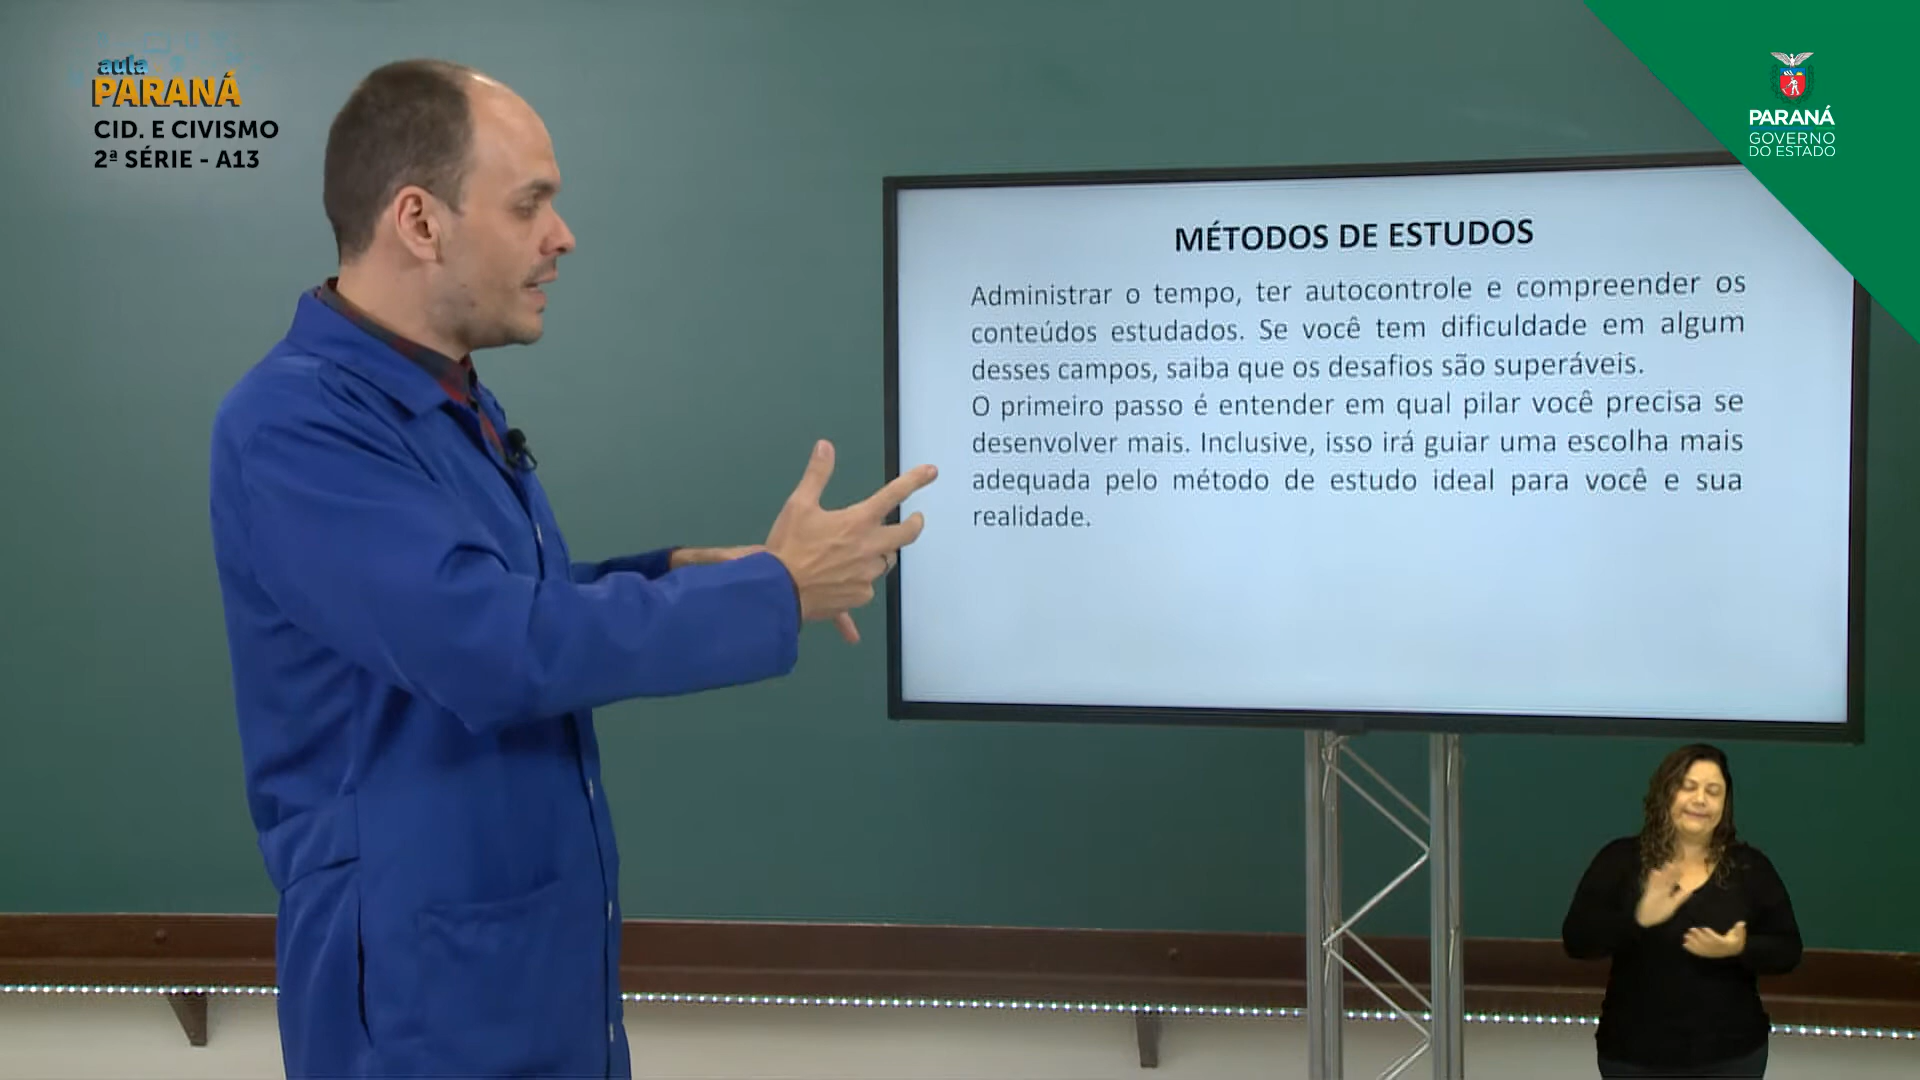 aula
PARANÁ
CID. E CIVISMO
2ª SÉRIE - A13
PARANÁ
GOVERNO
DO ESTADO
MÉTODOS DE ESTUDOS
Administrar o tempo, ter autocontrole e compreender os
conteúdos estudados. Se você tem dificuldade em algum
desses campos, saiba que os desafios são superáveis.
O primeiro passo é entender em qual pilar você precisa se
desenvolver mais. Inclusive, isso irá guiar uma escolha mais
adequada pelo método de estudo ideal para você e sua
realidade.